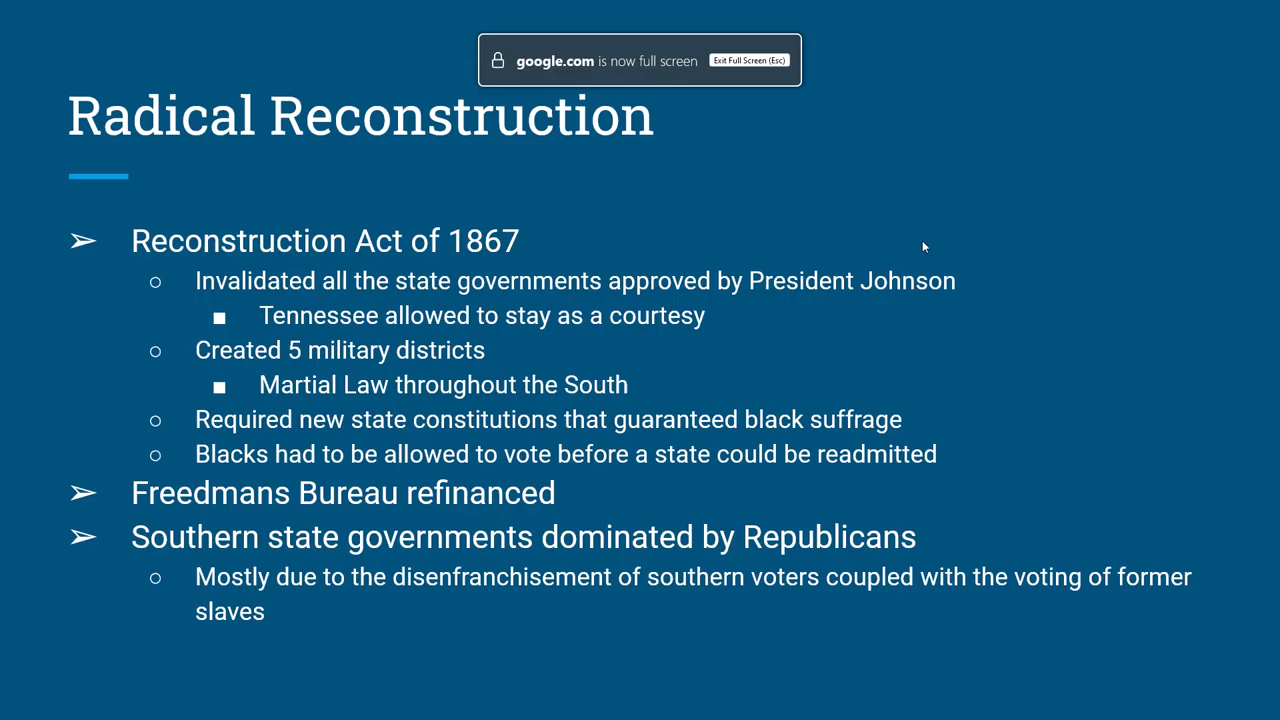 google.com is now full screen Exit Full Screen (Esc)
Radical Reconstruction
➢ Reconstruction Act of 1867
○ Invalidated all the state governments approved by President Johnson
■ Tennessee allowed to stay as a courtesy
○ Created 5 military districts
■ Martial Law throughout the South
○ Required new state constitutions that guaranteed black suffrage
○ Blacks had to be allowed to vote before a state could be readmitted
➢ Freedmans Bureau refinanced
➢ Southern state governments dominated by Republicans
○ Mostly due to the disenfranchisement of southern voters coupled with the voting of former
slaves